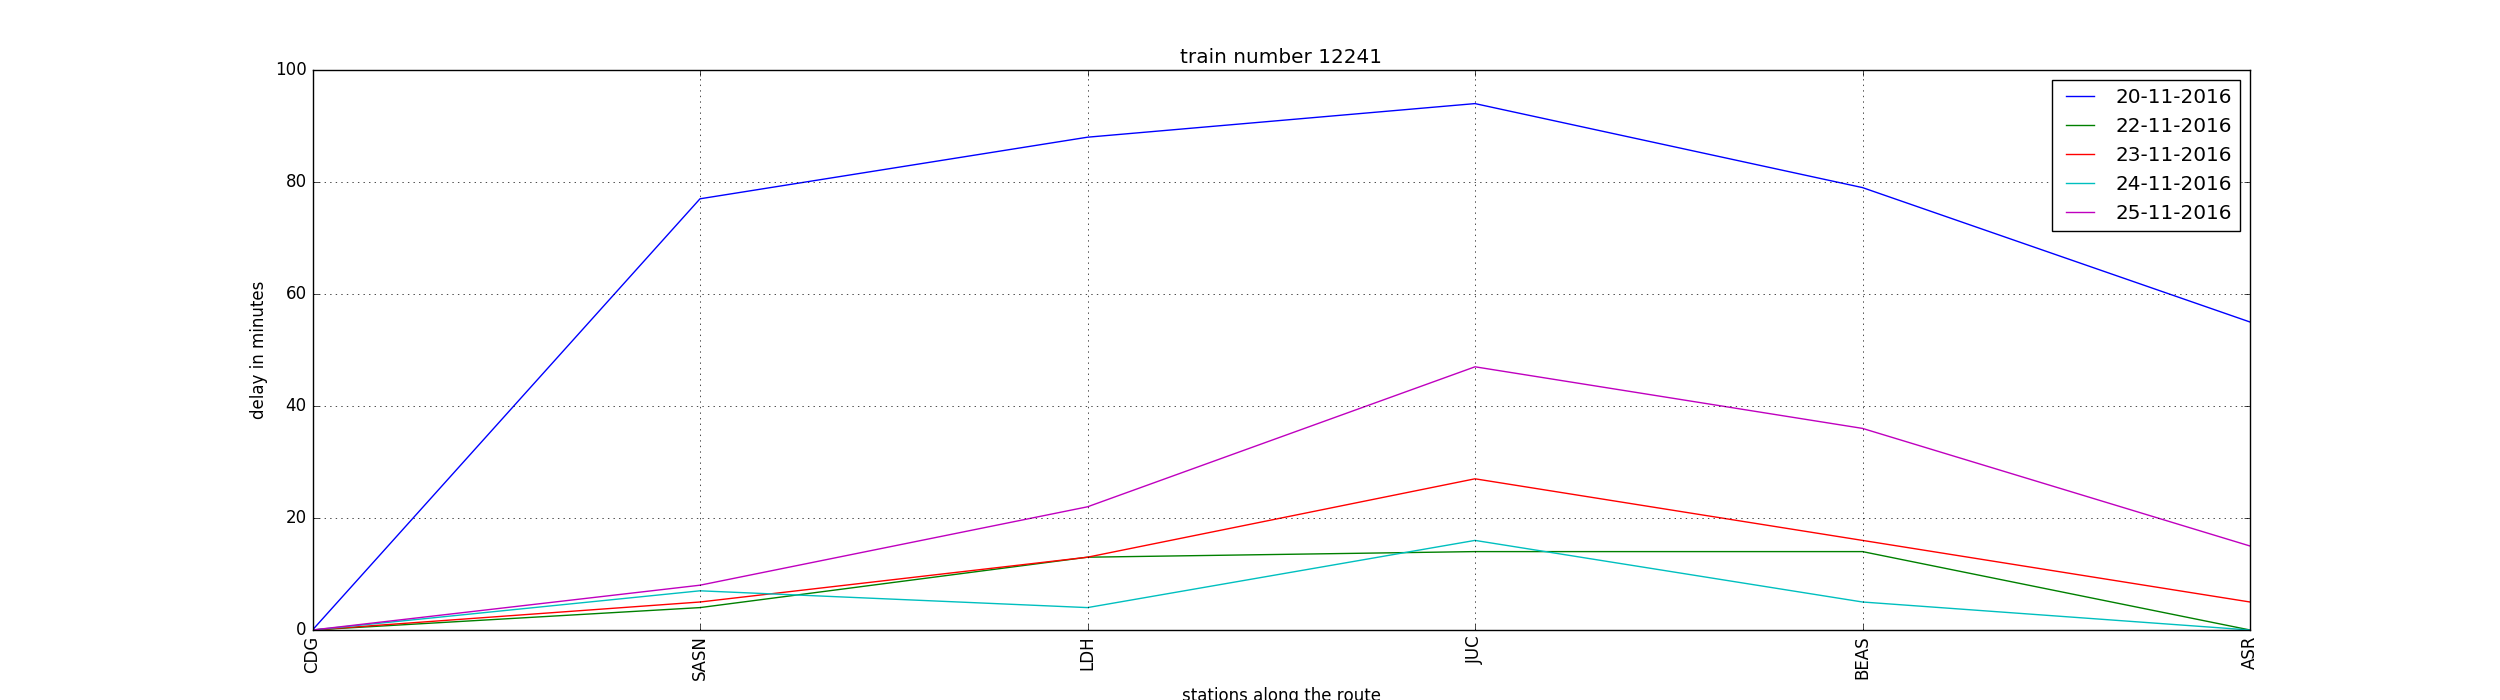 train number 12241
100
80
60
40
20
0
delay in minutes
20-11-2016
22-11-2016
23-11-2016
24-11-2016
25-11-2016
CDG
SASN
LDH
JUC
BEAS
ASR
stations along the route